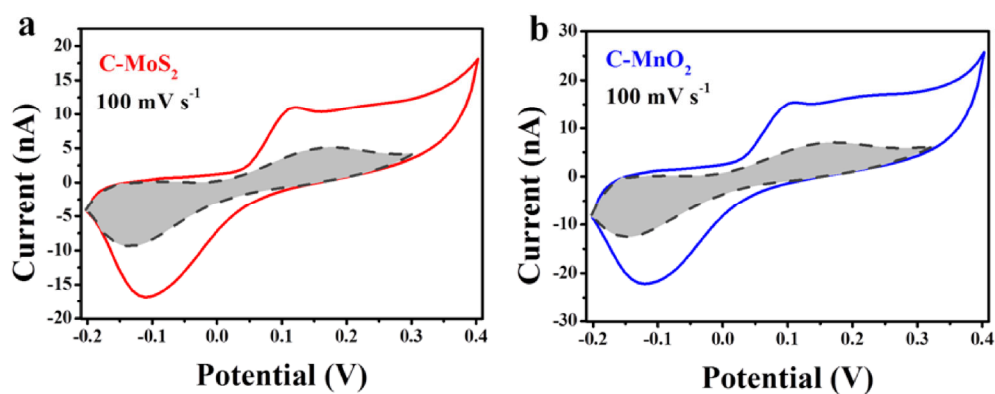 a
C-MoS₂
100 mV s⁻¹
Current (nA)
20
15
10
5
0
-5
-10
-15
-20
-0.2 -0.1 0.0 0.1 0.2 0.3 0.4
Potential (V)
b
C-MnO₂
100 mV s⁻¹
Current (nA)
30
20
10
0
-10
-20
-30
-0.2 -0.1 0.0 0.1 0.2 0.3 0.4
Potential (V)